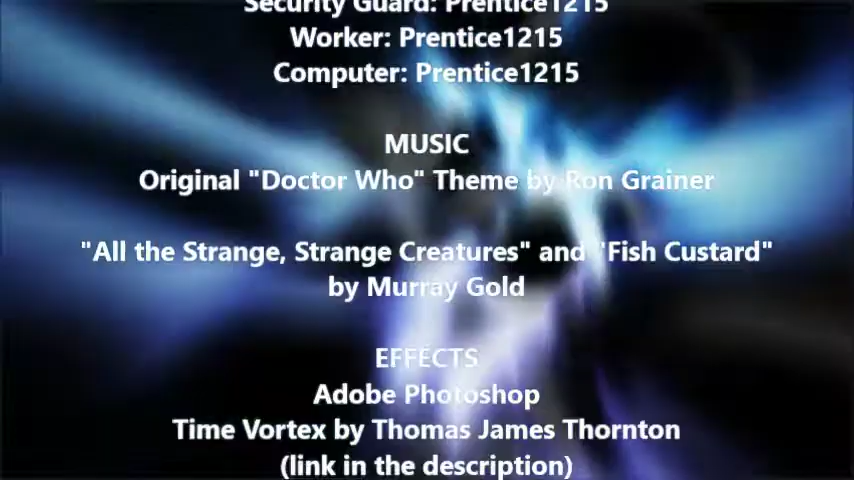 Security Guard: Prentice1215
Worker: Prentice1215
Computer: Prentice1215
MUSIC
Original "Doctor Who" Theme by Ron Grainer
"All the Strange, Strange Creatures" and "Fish Custard"
by Murray Gold
EFFECTS
Adobe Photoshop
Time Vortex by Thomas James Thornton
(link in the description)